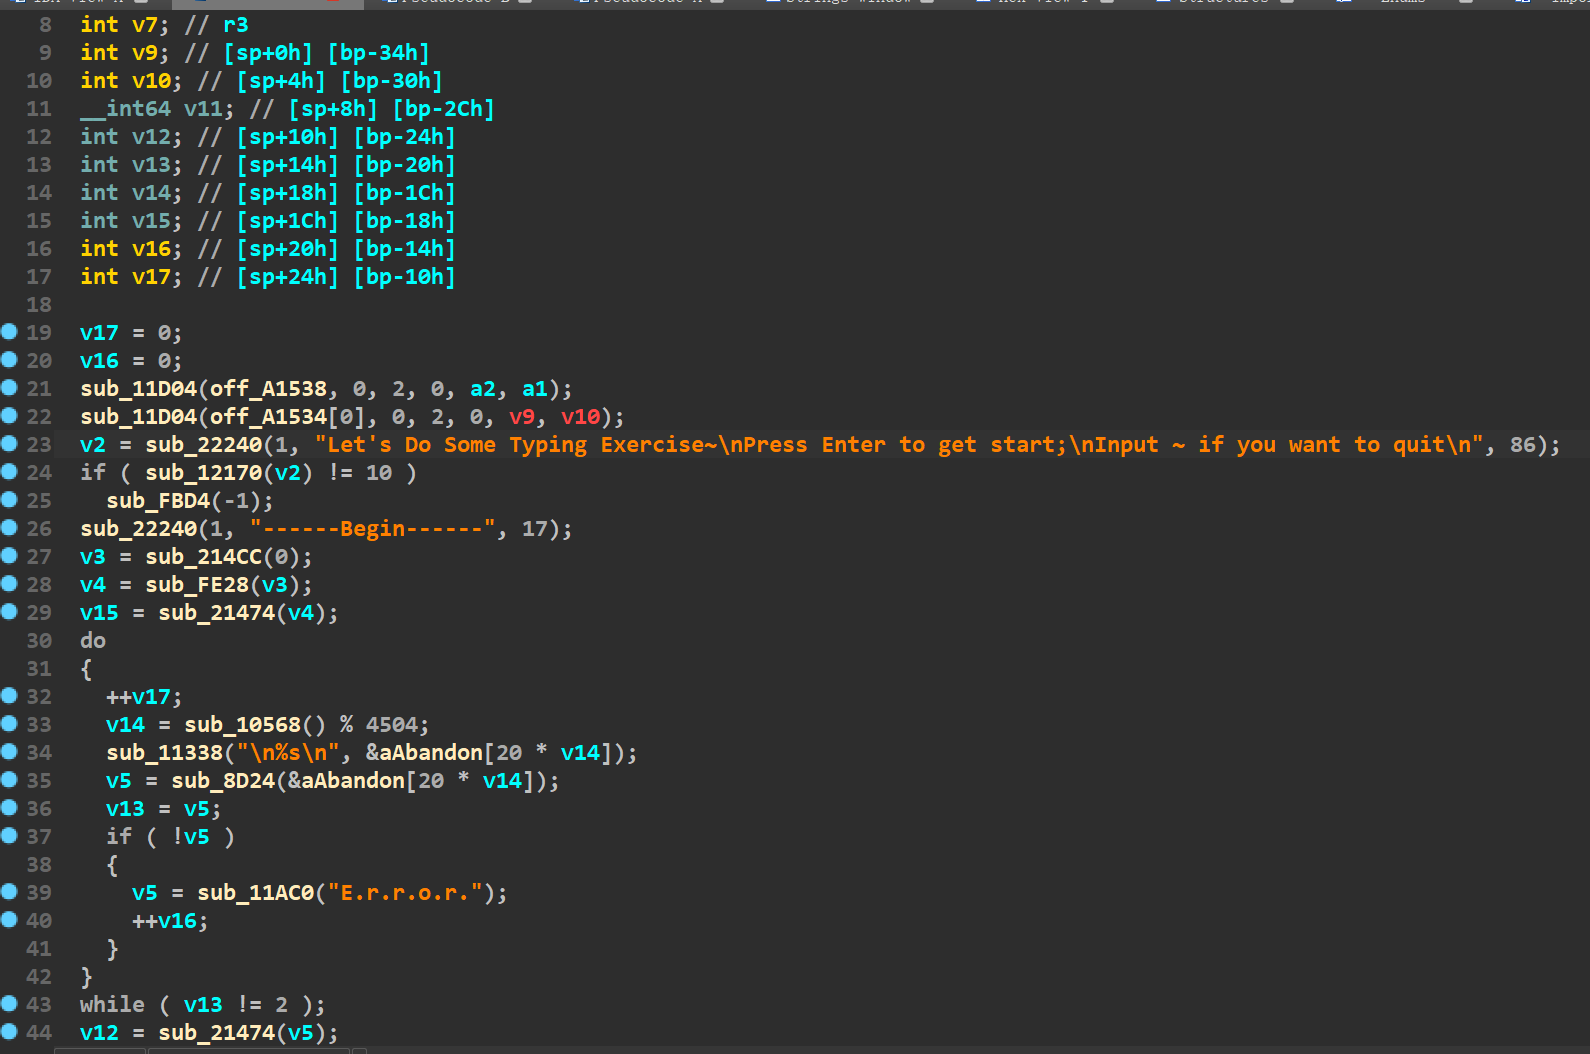 8 int v7; // r3
9 int v9; // [sp+0h] [bp-34h]
10 int v10; // [sp+4h] [bp-30h]
11 __int64 v11; // [sp+8h] [bp-2Ch]
12 int v12; // [sp+10h] [bp-24h]
13 int v13; // [sp+14h] [bp-20h]
14 int v14; // [sp+18h] [bp-1Ch]
15 int v15; // [sp+1Ch] [bp-18h]
16 int v16; // [sp+20h] [bp-14h]
17 int v17; // [sp+24h] [bp-10h]
18
19 v17 = 0;
20 v16 = 0;
21 sub_11D04(off_A1538, 0, 2, 0, a2, a1);
22 sub_11D04(off_A1534[0], 0, 2, 0, v9, v10);
23 v2 = sub_22240(1, "Let's Do Some Typing Exercise~\nPress Enter to get start;\nInput ~ if you want to quit\n", 86);
24 if ( sub_12170(v2) != 10 )
25 sub_FBD4(-1);
26 sub_22240(1, "------Begin------", 17);
27 v3 = sub_214CC(0);
28 v4 = sub_FE28(v3);
29 v15 = sub_21474(v4);
30 do
31 {
32 ++v17;
33 v14 = sub_10568() % 4504;
34 sub_11338("\n%s\n", &aAbandon[20 * v14]);
35 v5 = sub_8D24(&aAbandon[20 * v14]);
36 v13 = v5;
37 if ( !v5 )
38 {
39 v5 = sub_11AC0("E.r.r.o.r.");
40 ++v16;
41 }
42 }
43 while ( v13 != 2 );
44 v12 = sub_21474(v5);